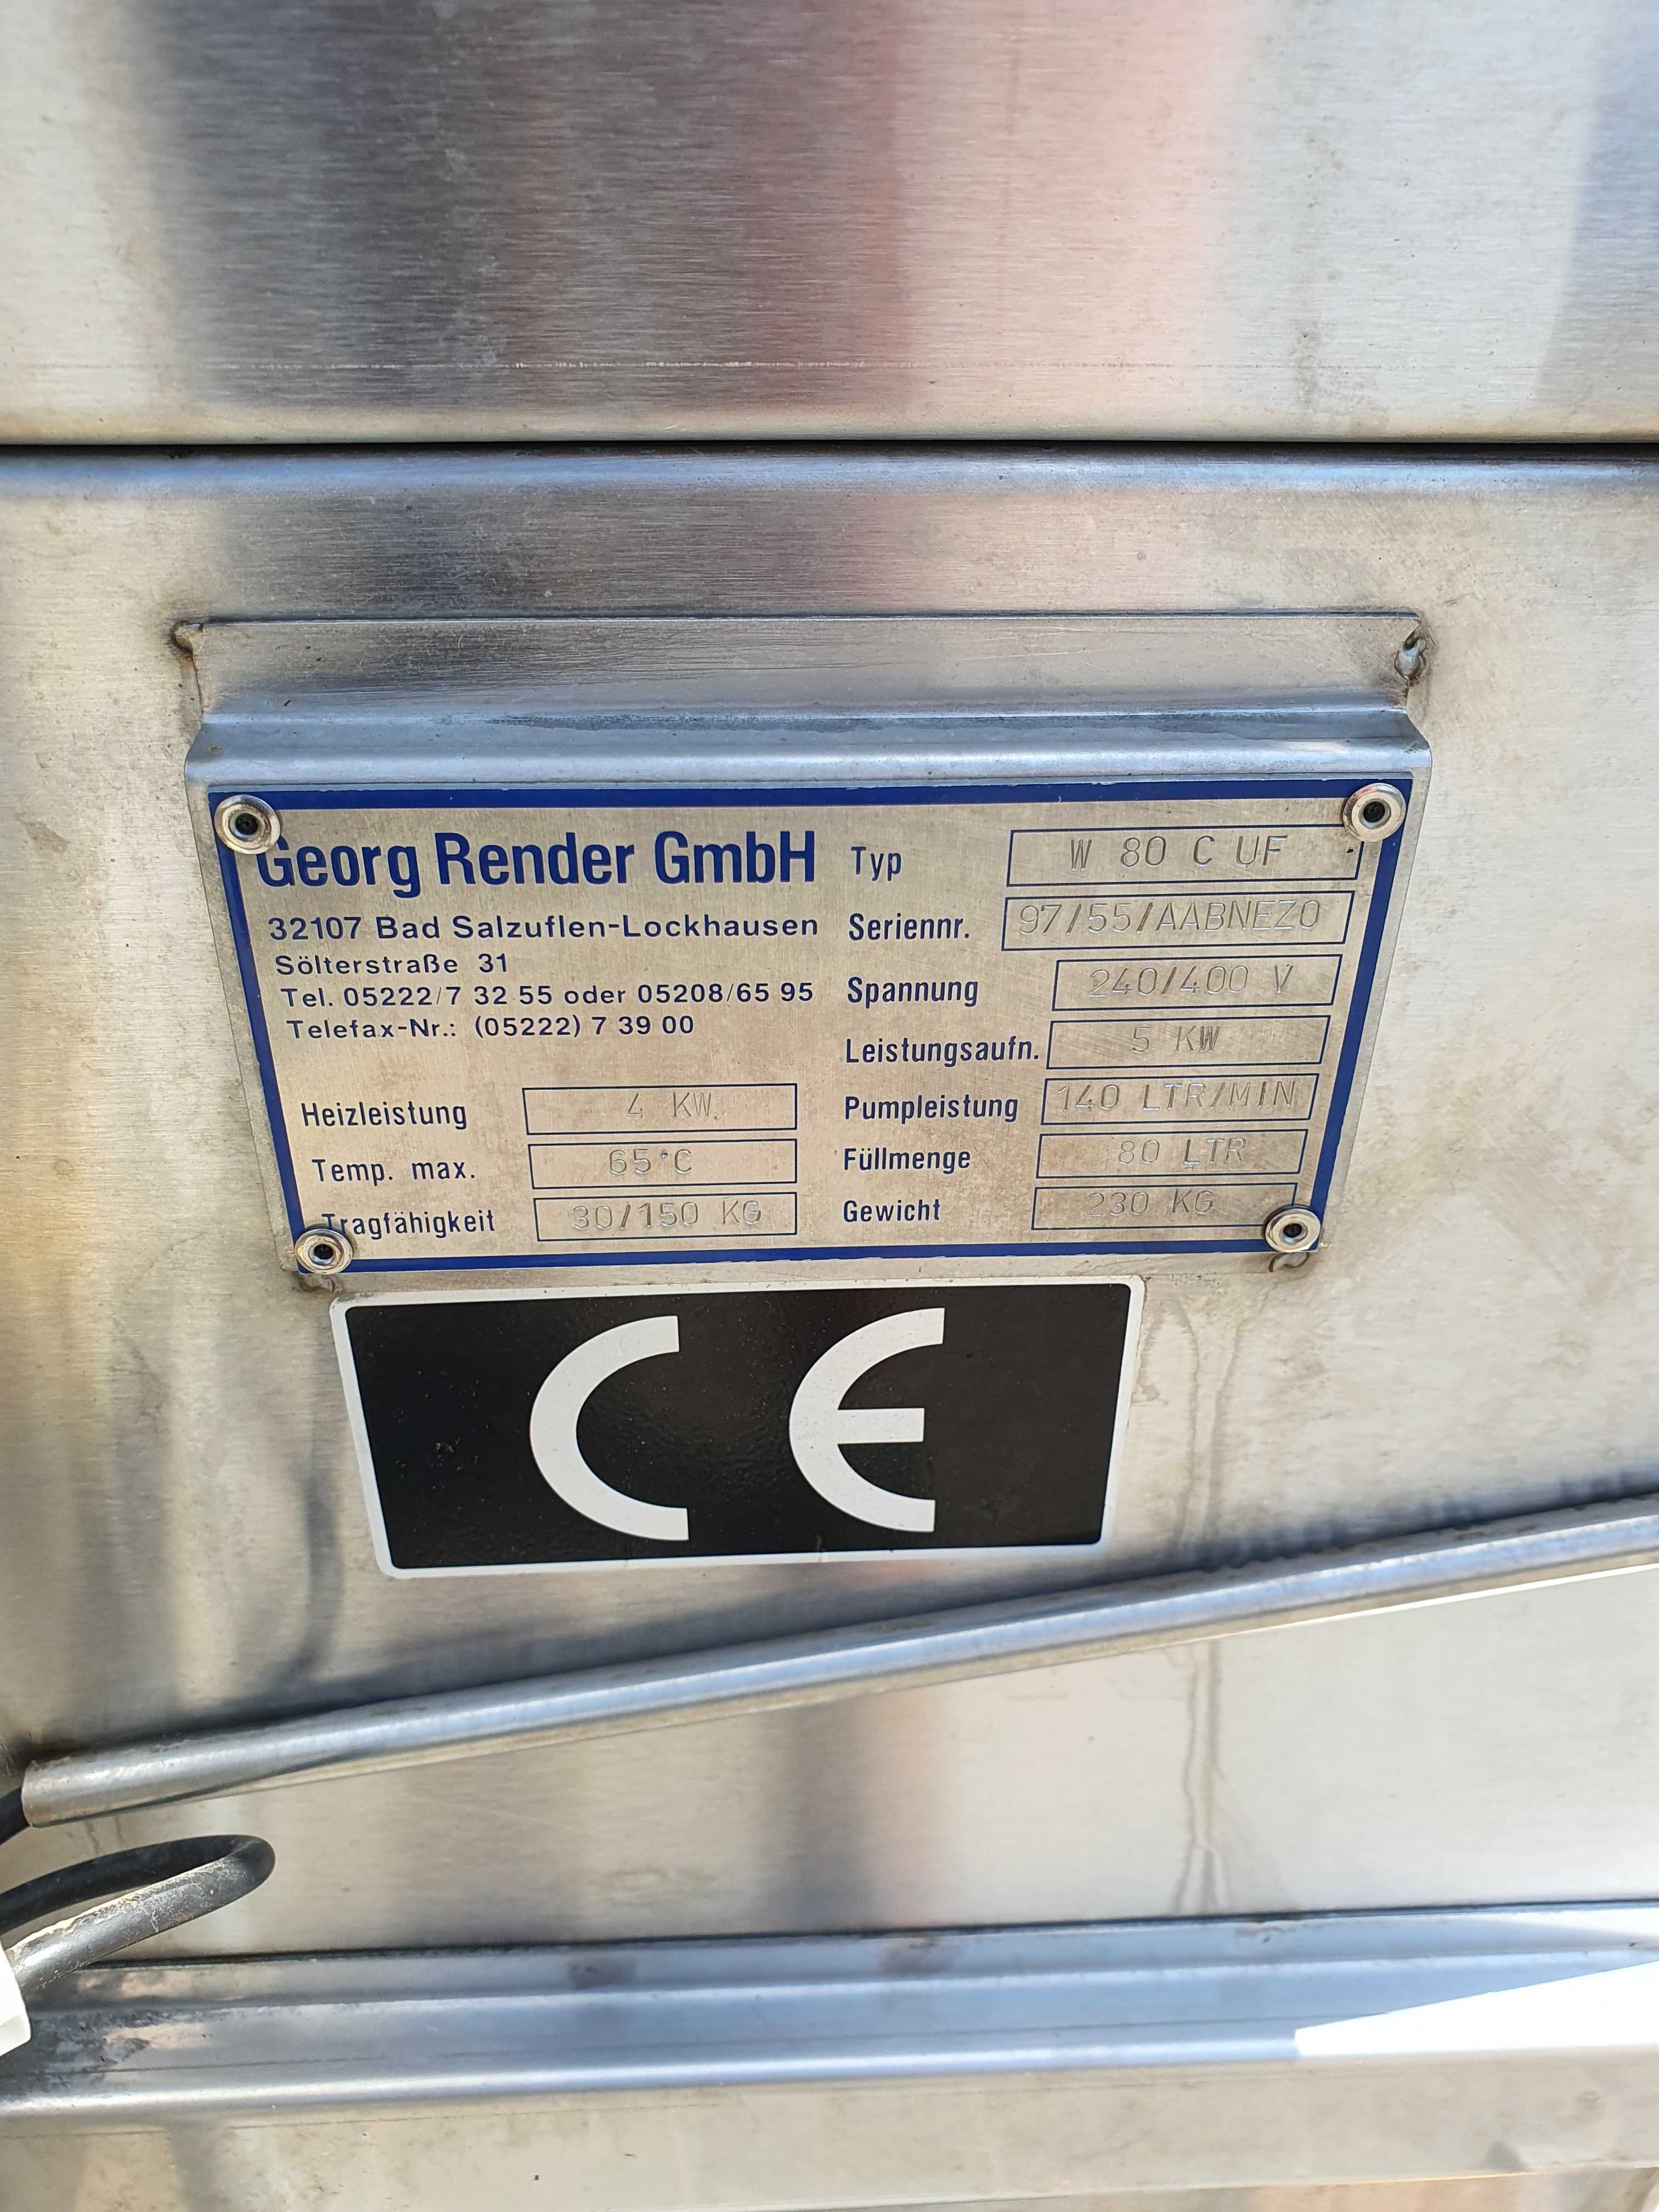 Georg Render GmbH
32107 Bad Salzuflen-Lockhausen
Sölterstraße 31
Tel. 05222/7 32 55 oder 05208/65 95
Telefax-Nr.: (05222) 7 39 00
Heizleistung 4 KW.
Temp. max. 65°C
Tragfähigkeit 30/150 KG
Typ W 80 C UF
Seriennr. 97/55/AABNEZO
Spannung 240/400 V
Leistungsaufn. 5 KW
Pumpleistung 140 LTR/MIN
Füllmenge 80 LTR
Gewicht 230 KG
CE